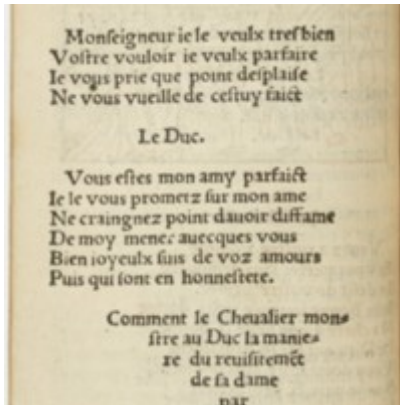 Monſeigneur ie le veulx treſbien
Voſtre vouloir ie veulx parfaire
Ie vous prie que point deſplaiſe
Ne vous vueille de ceſtuy faict
Le Duc.
Vous eſtes mon amy parfaict
Ie le vous prometz ſur mon ame
Ne craingnez point dauoir diffame
De moy mener auecques vous
Bien ioyeulx ſuis de voz amours
Puis qui ſont en honneſtete.
Comment le Cheualier mon⸗
ſtre au Duc la manie⸗
re du reuiſitemẽt
de ſa dame
par